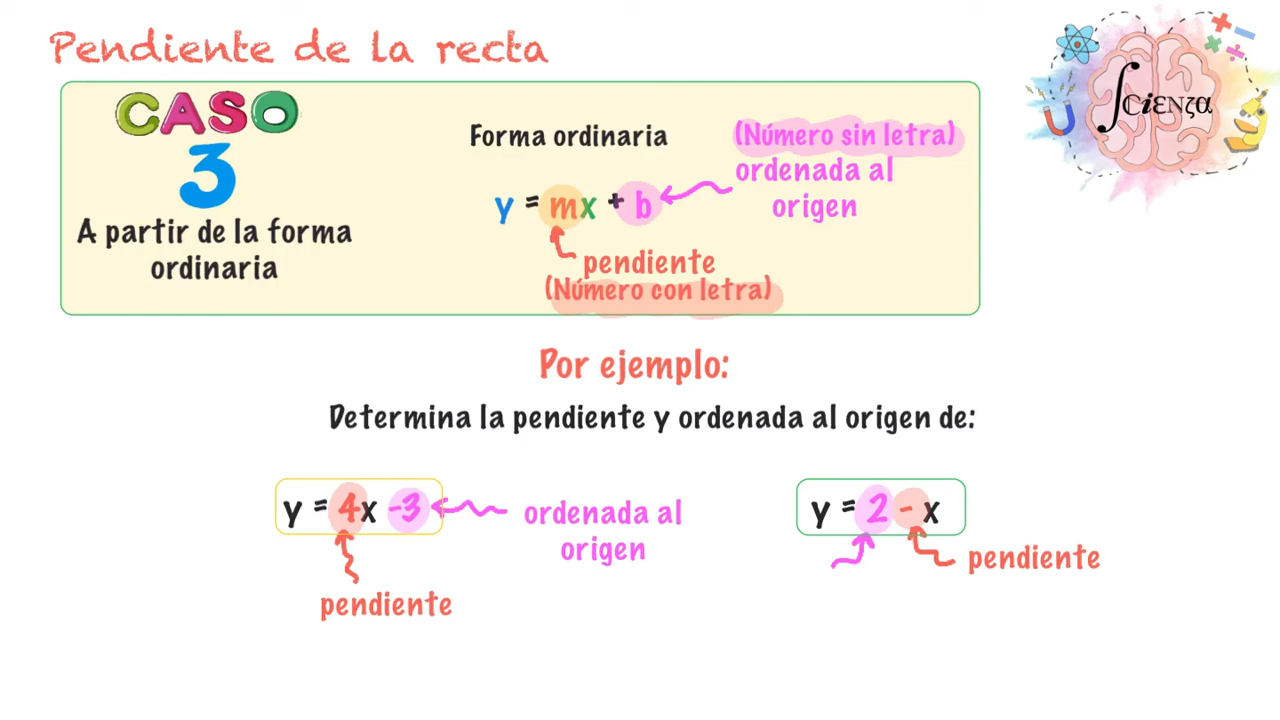 Pendiente de la recta
CASO
3
A partir de la forma
ordinaria
Forma ordinaria
y = mx + b
(Número sin letra)
ordenada al
origen
pendiente
(Número con letra)
∫cienζa
Por ejemplo:
Determina la pendiente y ordenada al origen de:
y = 4x -3
ordenada al
origen
pendiente
y = 2 - x
pendiente